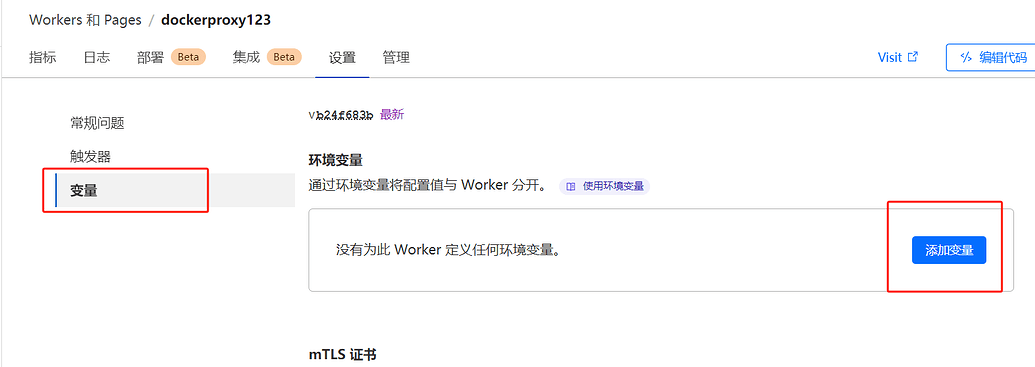 Workers 和 Pages / dockerproxy123
指标 日志 部署 Beta 集成 Beta 设置 管理 Visit 编辑代码
常规问题
触发器
变量
vb24f683b 最新
环境变量
通过环境变量将配置值与 Worker 分开。 使用环境变量
没有为此 Worker 定义任何环境变量。 添加变量
mTLS 证书